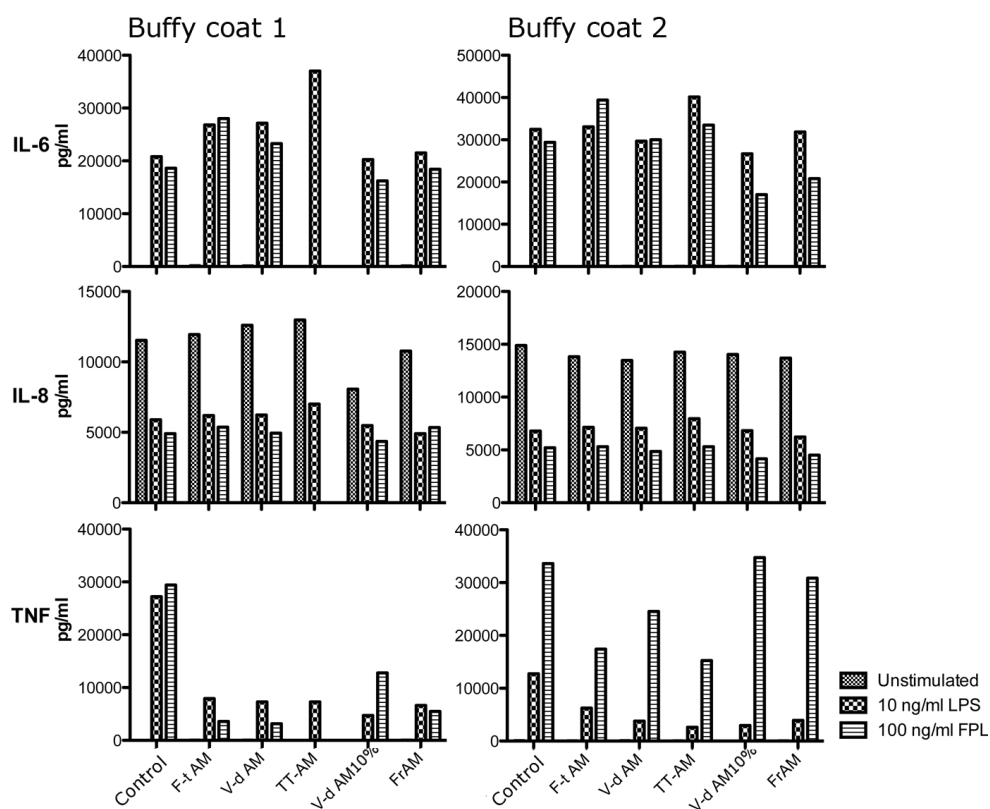 Buffy coat 1
Buffy coat 2
IL-6
pg/ml
40000
30000
20000
10000
0
50000
40000
30000
20000
10000
0
IL-8
pg/ml
15000
10000
5000
0
20000
15000
10000
5000
0
TNF
pg/ml
40000
30000
20000
10000
0
40000
30000
20000
10000
0
Control
F-t AM
V-d AM
TT-AM
V-d AM10%
FrAM
Control
F-t AM
V-d AM
TT-AM
V-d AM10%
FrAM
Unstimulated
10 ng/ml LPS
100 ng/ml FPL